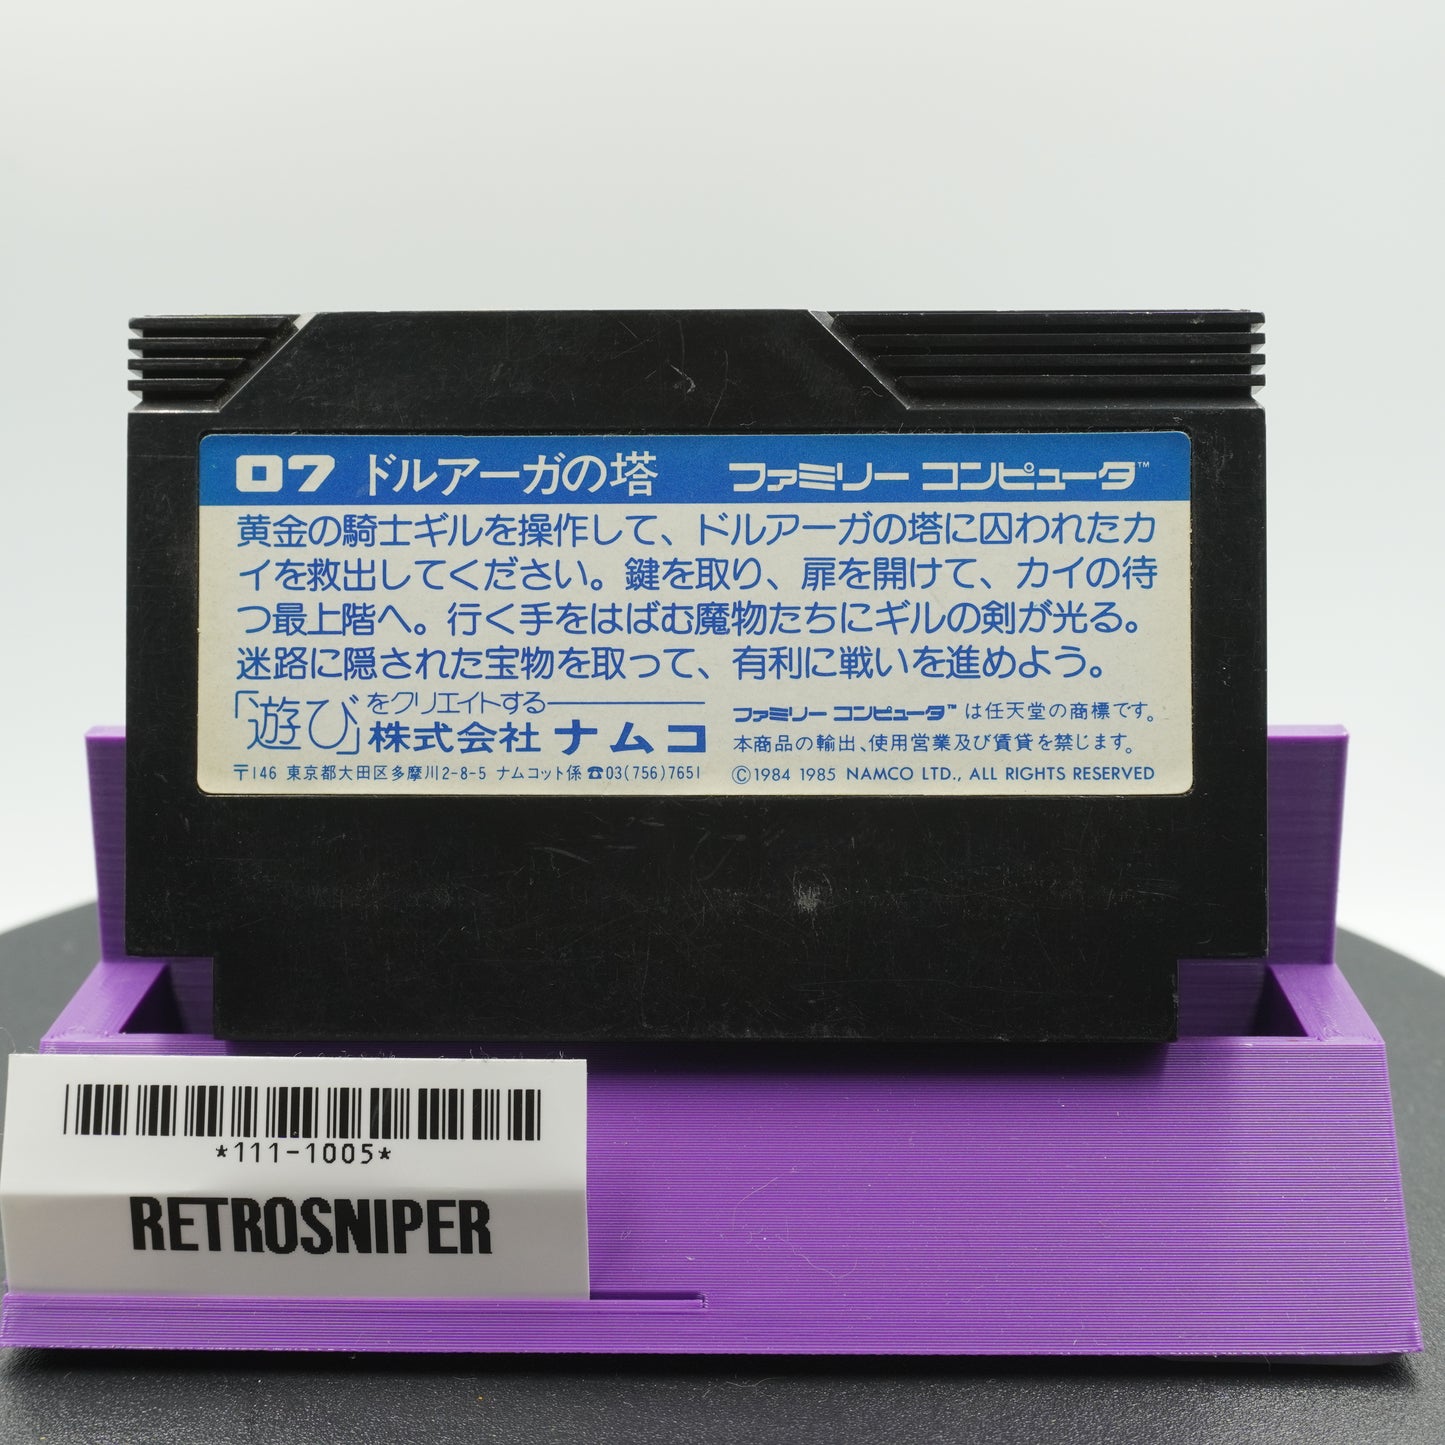 07 ドルアーガの塔 ファミリー コンピュータ™
黄金の騎士ギルを操作して、ドルアーガの塔に囚われたカ
イを救出してください。鍵を取り、扉を開けて、カイの待
つ最上階へ。行く手をはばむ魔物たちにギルの剣が光る。
迷路に隠された宝物を取って、有利に戦いを進めよう。
「遊び」をクリエイトする
株式会社 ナムコ
〒146 東京都大田区多摩川2-8-5 ナムコット係 ☎03(756)7651
ファミリー コンピュータ™ は任天堂の商標です。
本商品の輸出、使用営業及び賃貸を禁じます。
©1984 1985 NAMCO LTD., ALL RIGHTS RESERVED
*111-1005*
RETROSNIPER